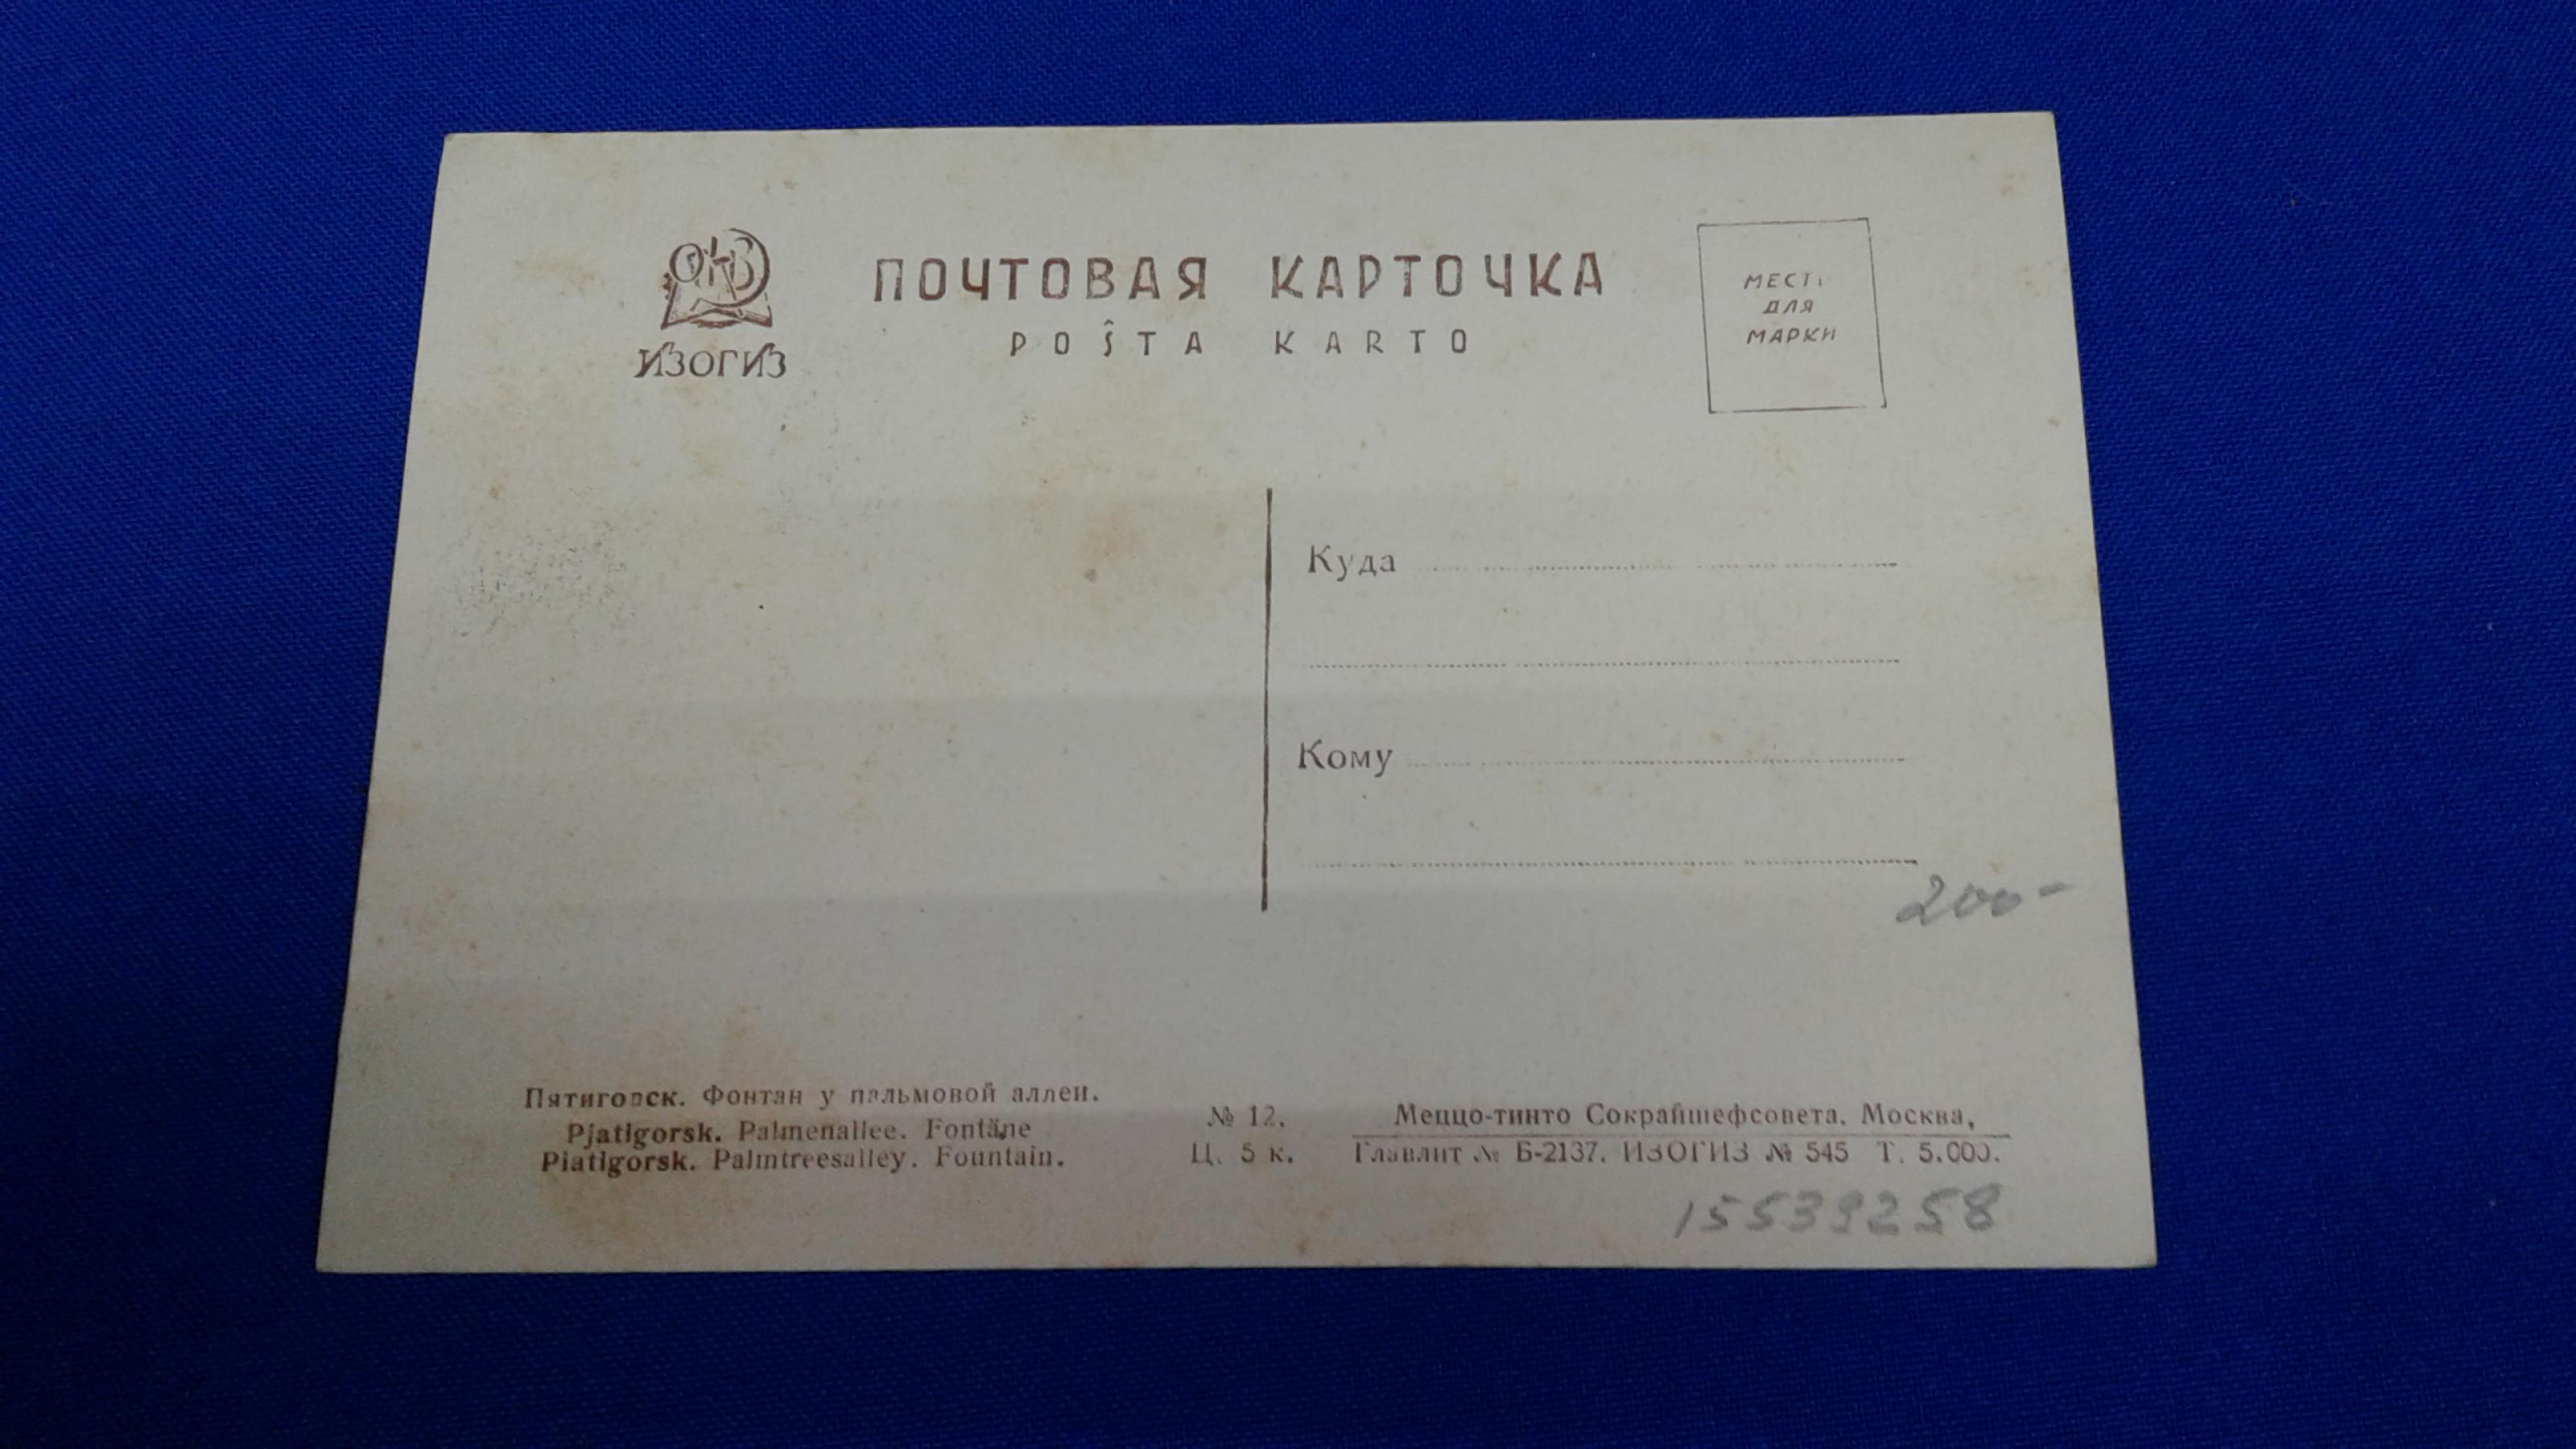 ИЗОГИЗ
ПОЧТОВАЯ КАРТОЧКА
POŜTA KARTO
МЕСТО
ДЛЯ
МАРКИ
Куда
Кому
200-
Пятигорск. Фонтан у пальмовой аллеи.
Pjatigorsk. Palmenallee. Fontäne
Piatigorsk. Palmtreesalley. Fountain.
№ 12.
Ц. 5 к.
Меццо-тинто Сокрайшефсовета. Москва,
Главлит № Б-2137. ИЗОГИЗ № 545 Т. 5.000.
15539258